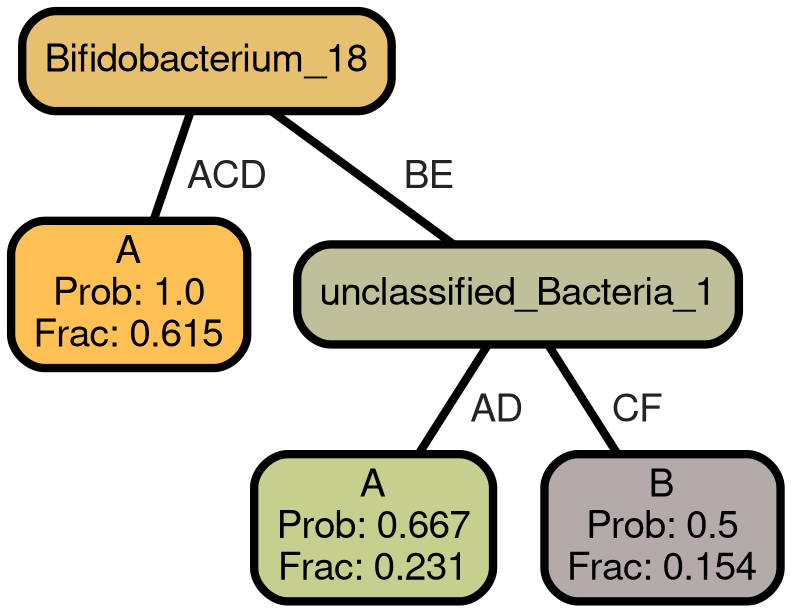 Bifidobacterium_18
ACD
BE
A
Prob: 1.0
Frac: 0.615
unclassified_Bacteria_1
AD
CF
A
Prob: 0.667
Frac: 0.231
B
Prob: 0.5
Frac: 0.154